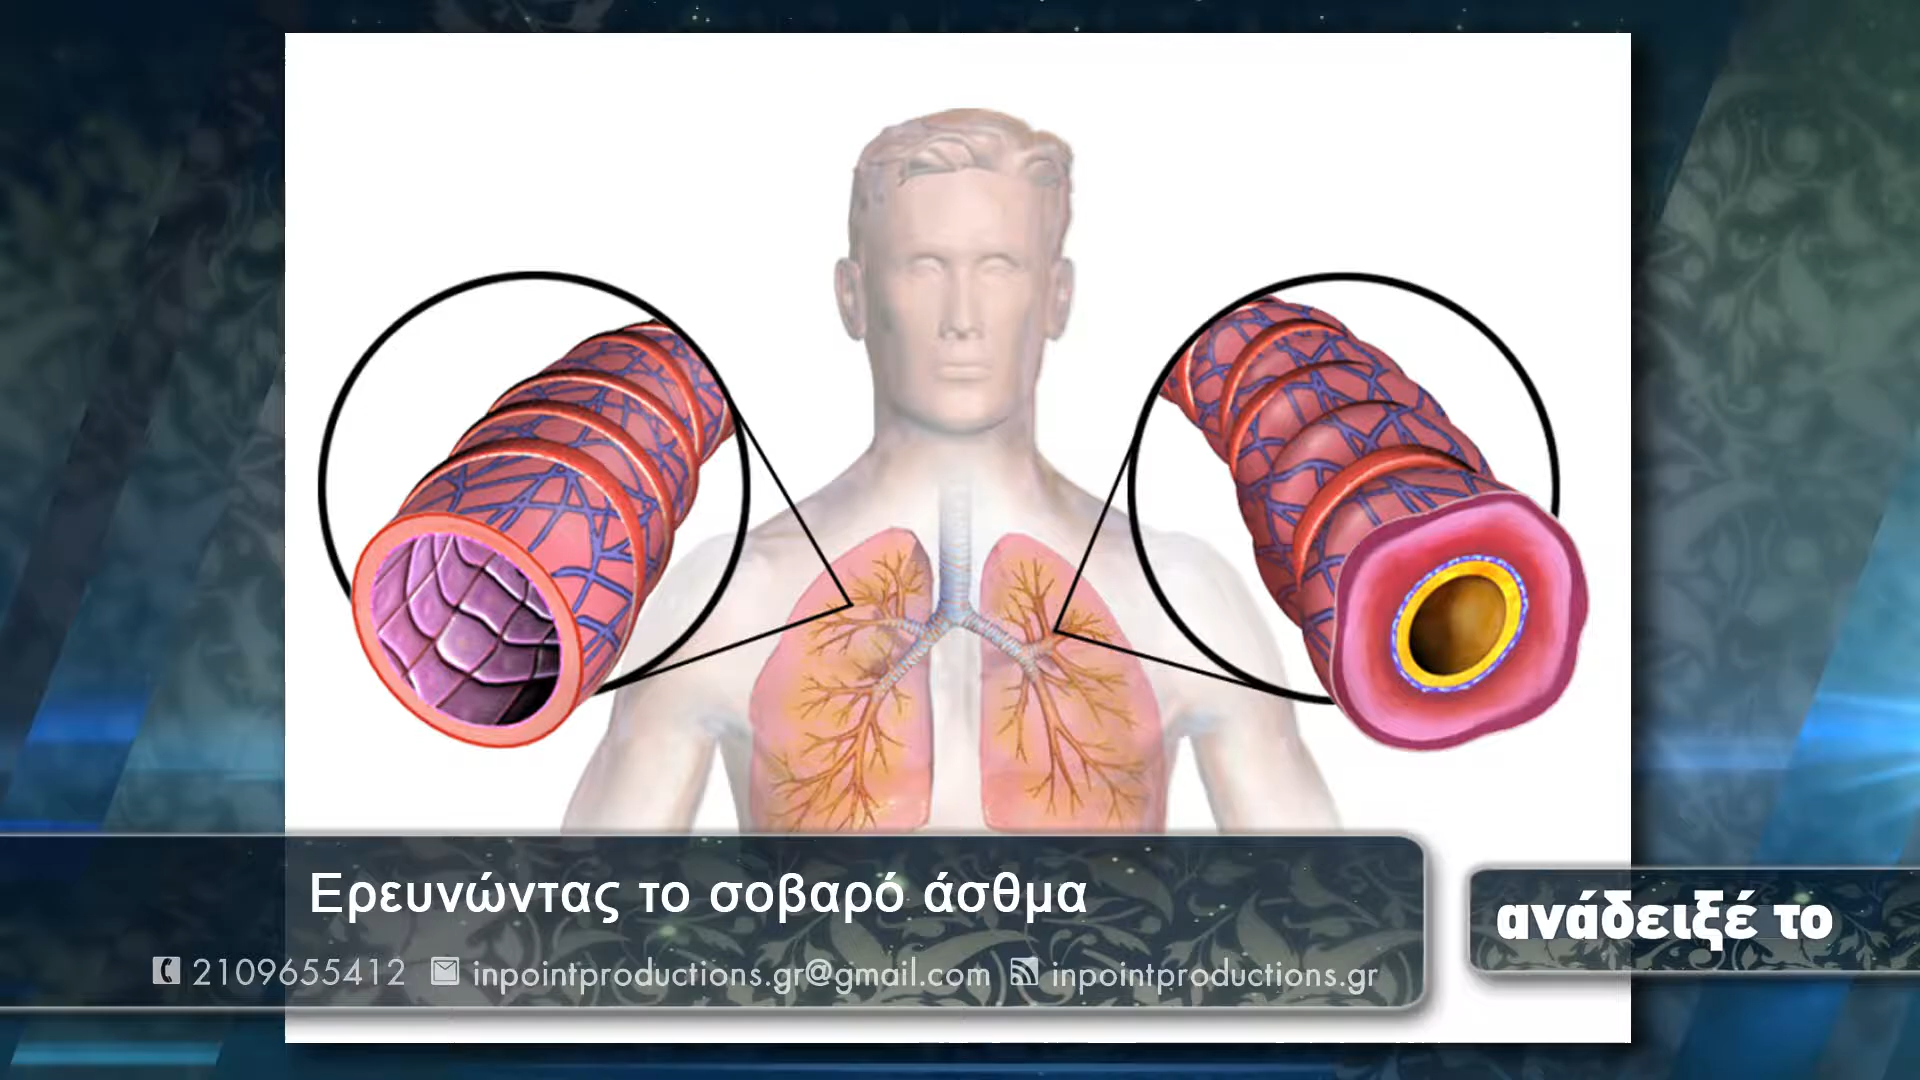 Ερευνώντας το σοβαρό άσθμα
ανάδειξέ το
2109655412 inpointproductions.gr@gmail.com inpointproductions.gr